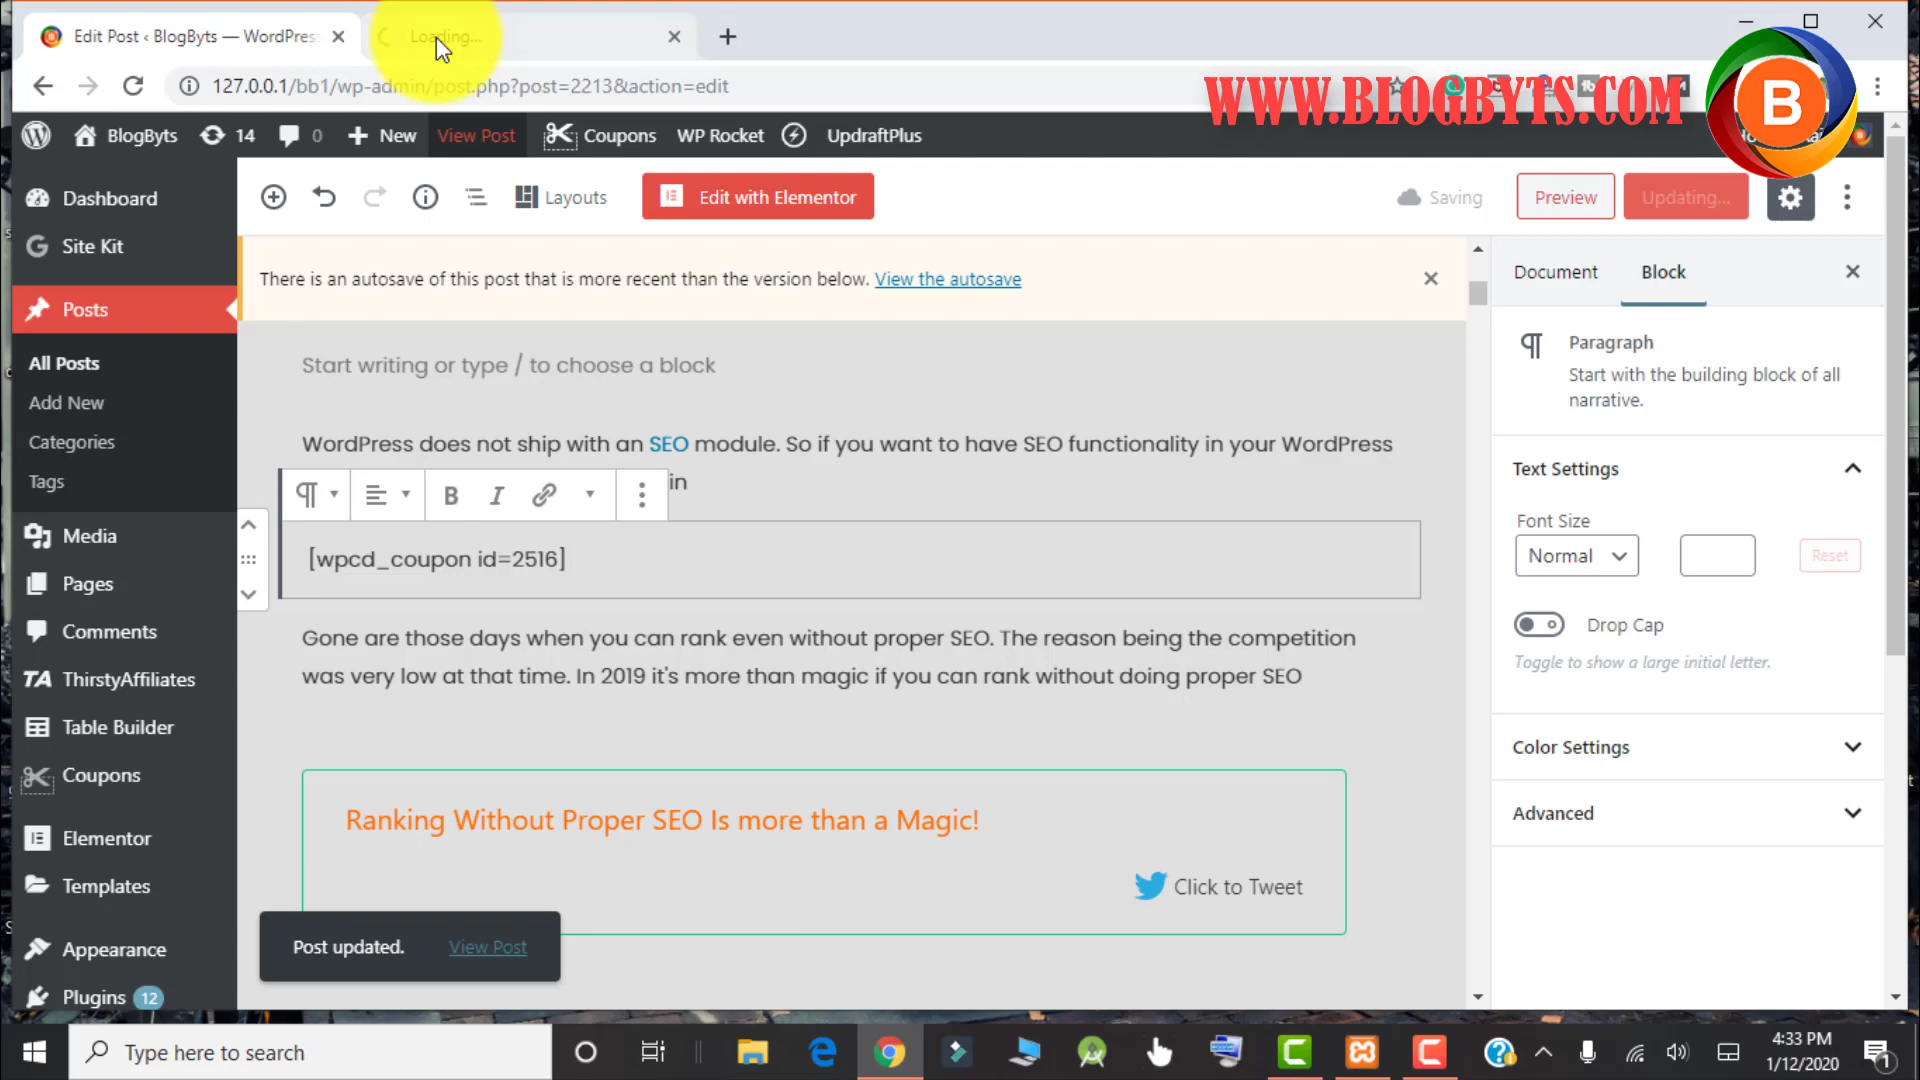 Edit Post ‹ BlogByts — WordPres
Loading...
127.0.0.1/bb1/wp-admin/post.php?post=2213&action=edit
WWW.BLOGBYTS.COM
B
BlogByts
14
0
New
View Post
Coupons
WP Rocket
UpdraftPlus
Layouts
Edit with Elementor
Saving
Preview
Updating...
Dashboard
Site Kit
Posts
All Posts
Add New
Categories
Tags
Media
Pages
Comments
TA ThirstyAffiliates
Table Builder
Coupons
Elementor
Templates
Appearance
Plugins 12
There is an autosave of this post that is more recent than the version below. View the autosave
Start writing or type / to choose a block
WordPress does not ship with an SEO module. So if you want to have SEO functionality in your WordPress
in
B I
[wpcd_coupon id=2516]
Gone are those days when you can rank even without proper SEO. The reason being the competition
was very low at that time. In 2019 it's more than magic if you can rank without doing proper SEO
Ranking Without Proper SEO Is more than a Magic!
Click to Tweet
Post updated. View Post
Document
Block
Paragraph
Start with the building block of all
narrative.
Text Settings
Font Size
Normal
Reset
Drop Cap
Toggle to show a large initial letter.
Color Settings
Advanced
Type here to search
4:33 PM
1/12/2020
1